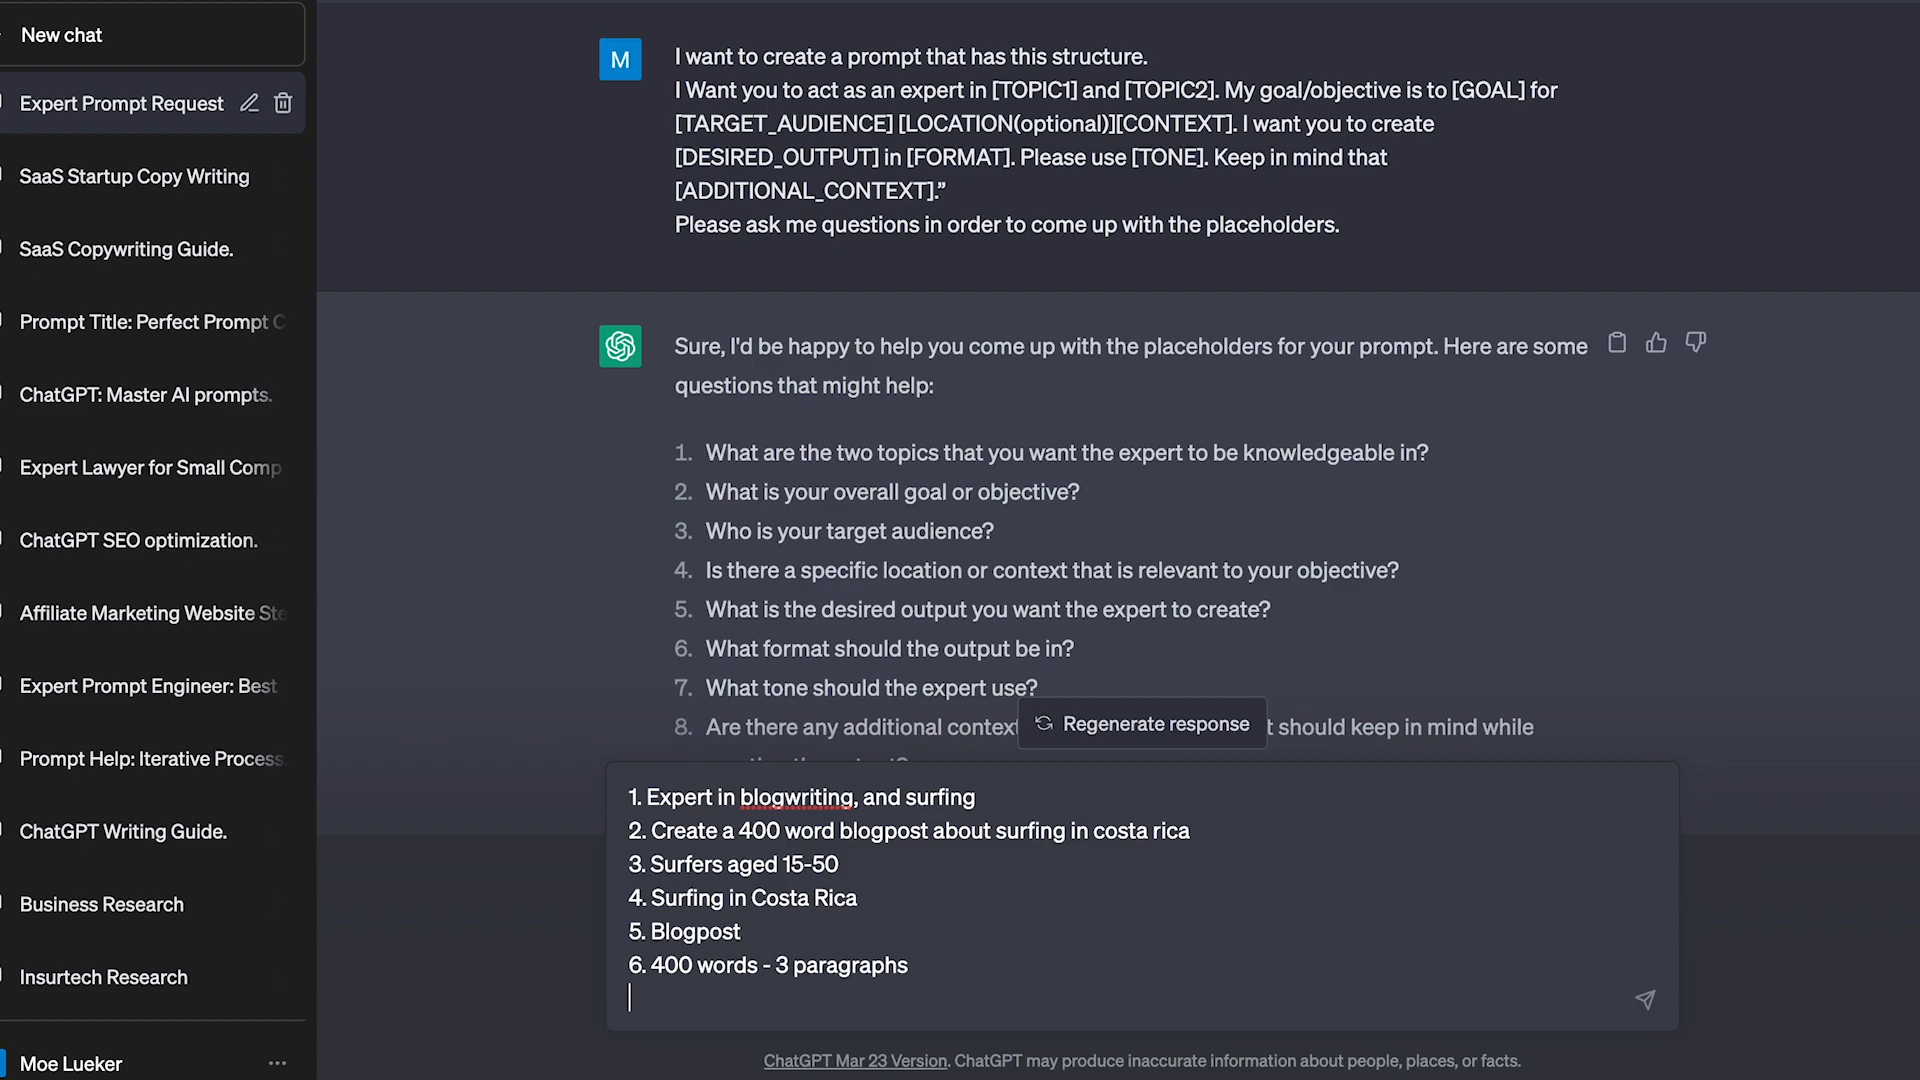 New chat
Expert Prompt Request
SaaS Startup Copy Writing
SaaS Copywriting Guide.
Prompt Title: Perfect Prompt C
ChatGPT: Master AI prompts.
Expert Lawyer for Small Comp
ChatGPT SEO optimization.
Affiliate Marketing Website Ste
Expert Prompt Engineer: Best
Prompt Help: Iterative Process.
ChatGPT Writing Guide.
Business Research
Insurtech Research
Moe Lueker
M
I want to create a prompt that has this structure.
I Want you to act as an expert in [TOPIC1] and [TOPIC2]. My goal/objective is to [GOAL] for
[TARGET_AUDIENCE] [LOCATION(optional)][CONTEXT]. I want you to create
[DESIRED_OUTPUT] in [FORMAT]. Please use [TONE]. Keep in mind that
[ADDITIONAL_CONTEXT].”
Please ask me questions in order to come up with the placeholders.
Sure, I'd be happy to help you come up with the placeholders for your prompt. Here are some
questions that might help:
1. What are the two topics that you want the expert to be knowledgeable in?
2. What is your overall goal or objective?
3. Who is your target audience?
4. Is there a specific location or context that is relevant to your objective?
5. What is the desired output you want the expert to create?
6. What format should the output be in?
7. What tone should the expert use?
8. Are there any additional context t should keep in mind while
Regenerate response
1. Expert in blogwriting, and surfing
2. Create a 400 word blogpost about surfing in costa rica
3. Surfers aged 15-50
4. Surfing in Costa Rica
5. Blogpost
6. 400 words - 3 paragraphs
ChatGPT Mar 23 Version. ChatGPT may produce inaccurate information about people, places, or facts.